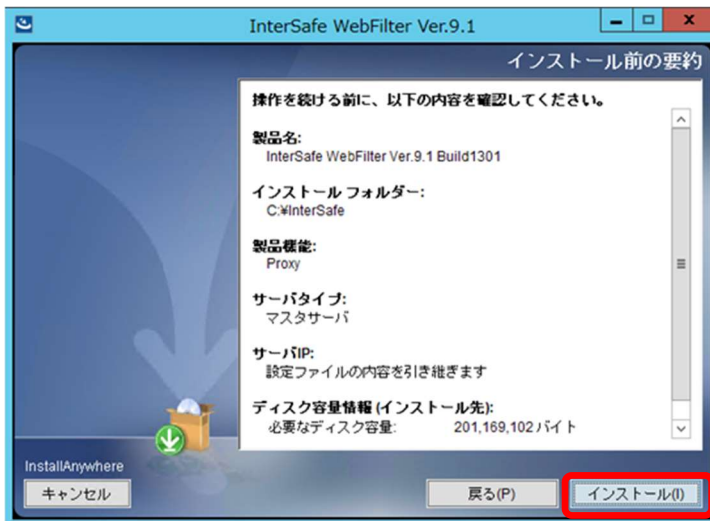 InterSafe WebFilter Ver.9.1
インストール前の要約
操作を続ける前に、以下の内容を確認してください。
製品名:
InterSafe WebFilter Ver.9.1 Build1301
インストール フォルダー:
C:¥InterSafe
製品機能:
Proxy
サーバタイプ:
マスタサーバ
サーバIP:
設定ファイルの内容を引き継ぎます
ディスク容量情報 (インストール先):
必要なディスク容量: 201,169,102 バイト
InstallAnywhere
キャンセル 戻る(P) インストール(I)